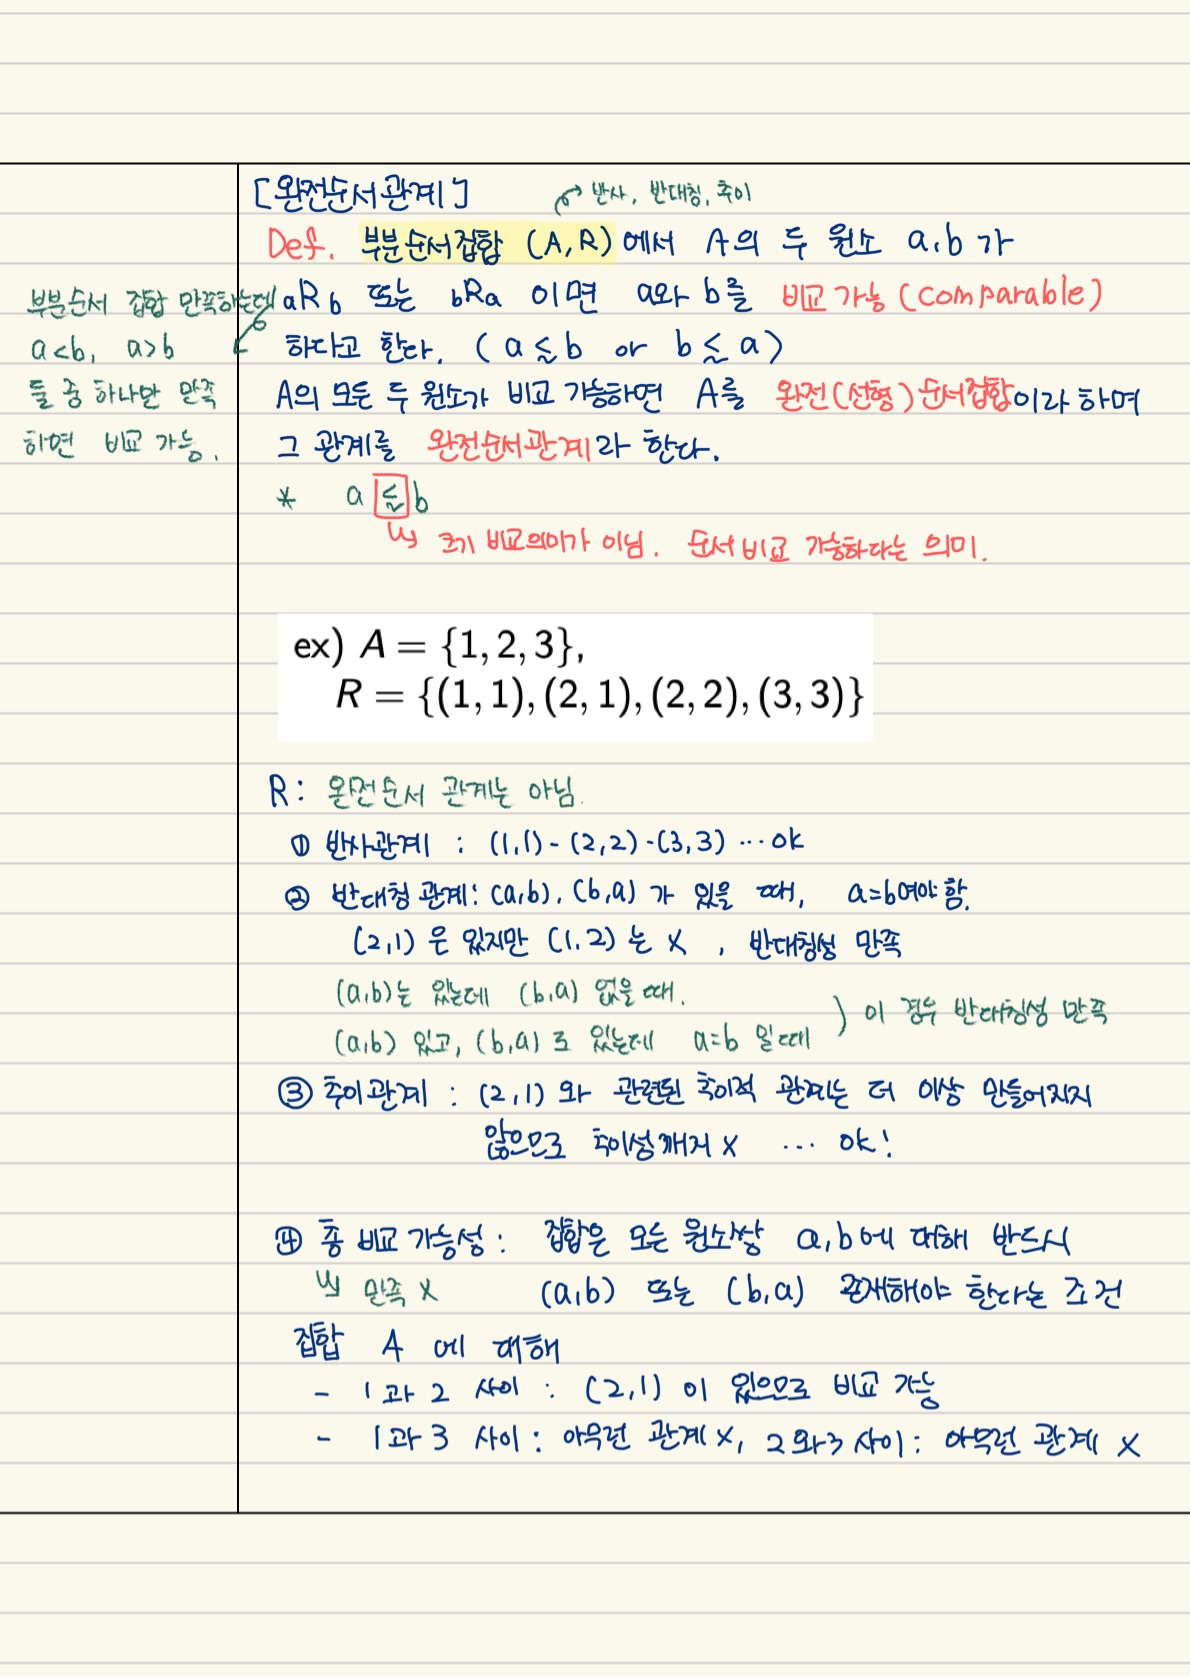 [완전순서관계]
반사, 반대칭, 추이
Def. 부분순서집합 (A, R)에서 A의 두 원소 a, b가
aRb 또는 bRa 이면 a와 b를 비교 가능 (comparable)
하다고 한다. ( a ≤ b or b ≤ a )
부분순서 집합 만족하는데
a<b, a>b
둘 중 하나만 만족
하면 비교 가능.
A의 모든 두 원소가 비교 가능하면 A를 완전(선형)순서집합이라 하며
그 관계를 완전순서관계라 한다.
* a ≤ b
크기 비교의미가 아님. 순서 비교 가능하다는 의미.
ex) A = {1, 2, 3},
R = {(1, 1), (2, 1), (2, 2), (3, 3)}
R: 완전순서 관계는 아님.
① 반사관계 : (1,1)-(2,2)-(3,3) ... ok
② 반대칭 관계: (a,b), (b,a)가 있을 때, a=b여야 함.
(2,1)은 있지만 (1,2)는 x , 반대칭성 만족
(a,b)는 있는데 (b,a) 없을 때.
(a,b) 있고, (b,a)도 있는데 a=b 일 때
) 이 경우 반대칭성 만족
③ 추이관계 : (2,1)와 관련된 추이적 관계는 더 이상 만들어지지
않으므로 추이성 깨지 x ... ok!
④ 총 비교 가능성 : 집합은 모든 원소쌍 a,b에 대해 반드시
만족 x (a,b) 또는 (b,a) 존재해야 한다는 조건
집합 A에 대해
- 1과 2 사이 : (2,1)이 있으므로 비교 가능
- 1과 3 사이 : 아무런 관계 x, 2와 3 사이 : 아무런 관계 x